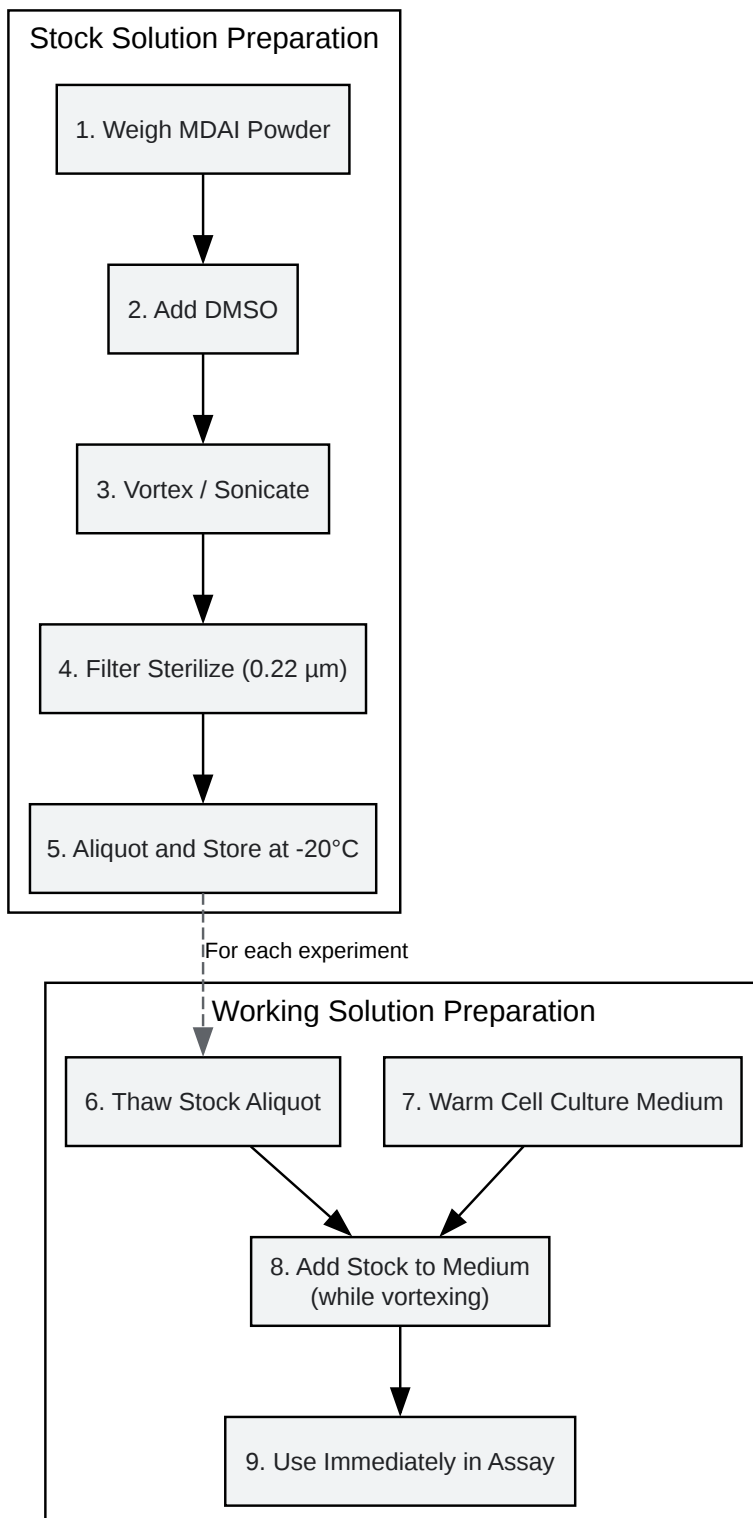 Stock Solution Preparation
1. Weigh MDAI Powder
2. Add DMSO
3. Vortex / Sonicate
4. Filter Sterilize (0.22 µm)
5. Aliquot and Store at -20°C
For each experiment
Working Solution Preparation
6. Thaw Stock Aliquot
7. Warm Cell Culture Medium
8. Add Stock to Medium
(while vortexing)
9. Use Immediately in Assay